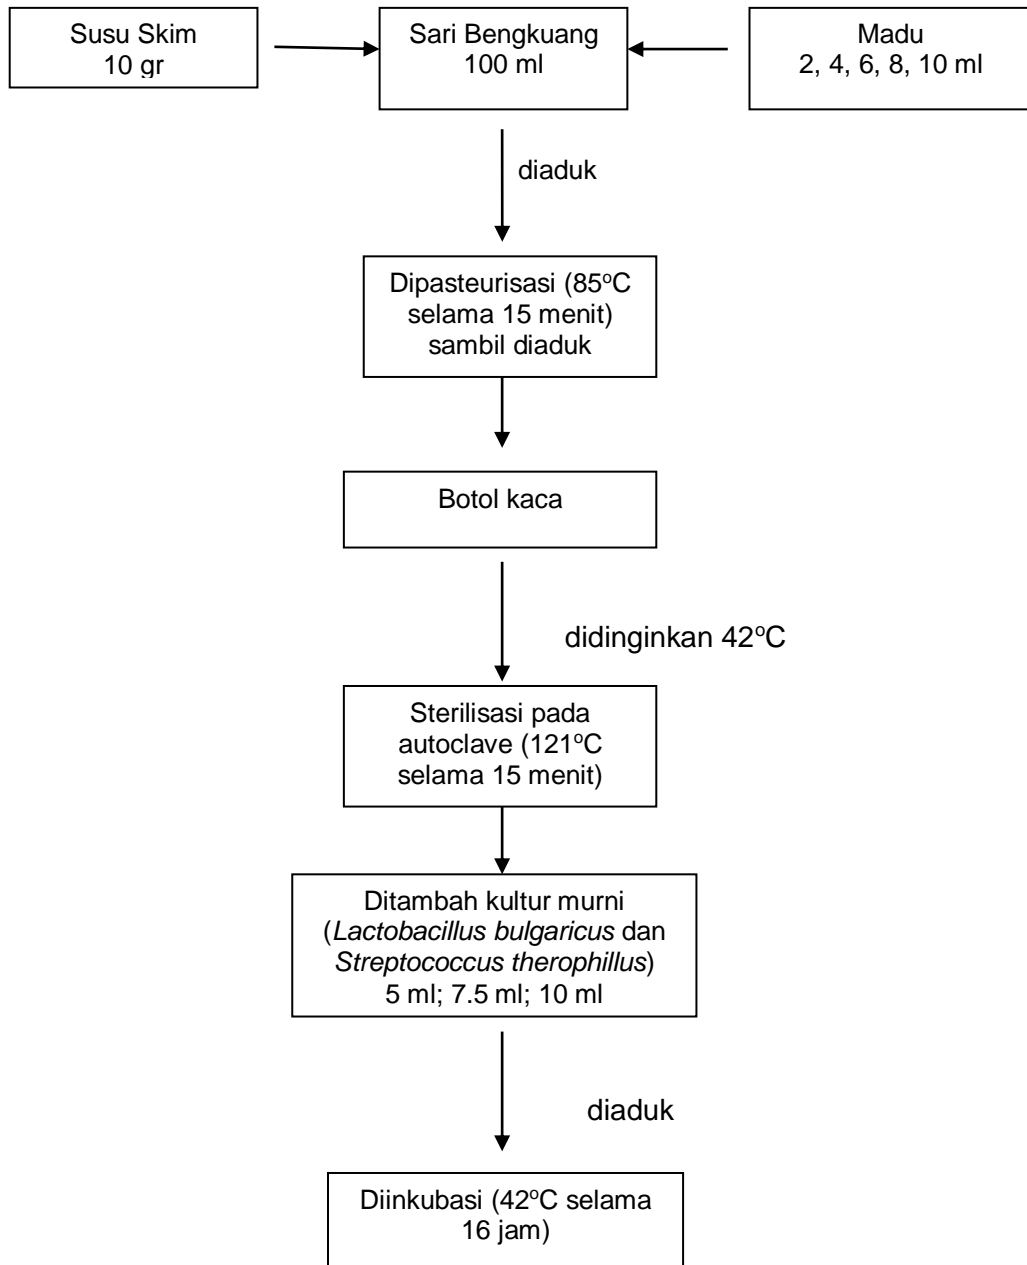 Susu Skim
10 gr
Sari Bengkuang
100 ml
Madu
2, 4, 6, 8, 10 ml
diaduk
Dipasteurisasi (85°C
selama 15 menit)
sambil diaduk
Botol kaca
didinginkan 42°C
Sterilisasi pada
autoclave (121°C
selama 15 menit)
Ditambah kultur murni
(Lactobacillus bulgaricus dan
Streptococcus therophillus)
5 ml; 7.5 ml; 10 ml
diaduk
Diinkubasi (42°C selama
16 jam)